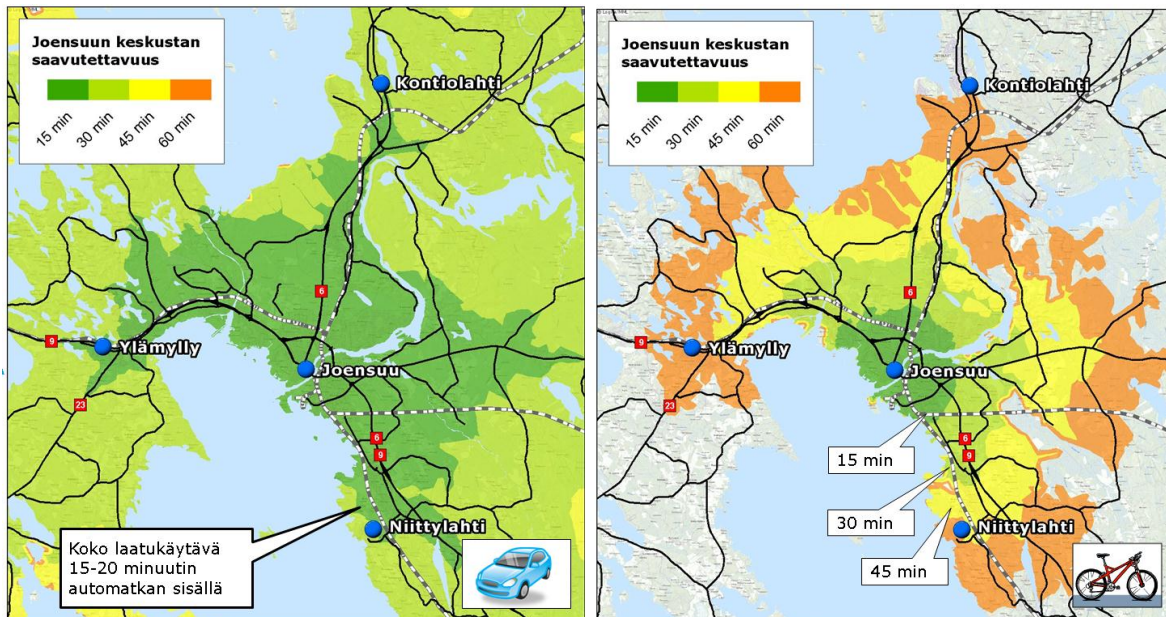 Joensuun keskustan
saavutettavuus
15 min
30 min
45 min
60 min
Kontiolahti
6
9
Ylämylly
Joensuu
23
6
9
Niittylahti
Koko laatukäytävä
15-20 minuutin
automatkan sisällä
Joensuun keskustan
saavutettavuus
15 min
30 min
45 min
60 min
Kontiolahti
6
9
Ylämylly
Joensuu
23
6
9
15 min
30 min
Niittylahti
45 min